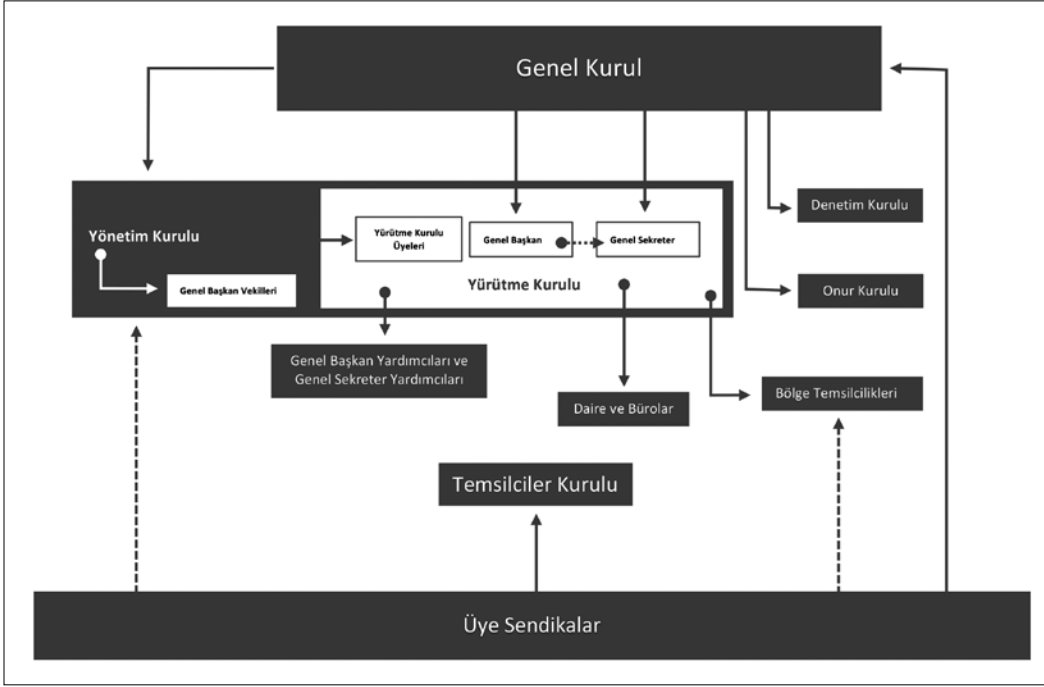 Genel Kurul
Denetim Kurulu
Yönetim Kurulu
Yürütme Kurulu
Üyeleri
Genel Başkan
Genel Sekreter
Yürütme Kurulu
Genel Başkan Vekilleri
Onur Kurulu
Genel Başkan Yardımcıları ve
Genel Sekreter Yardımcıları
Daire ve Bürolar
Bölge Temsilcilikleri
Temsilciler Kurulu
Üye Sendikalar